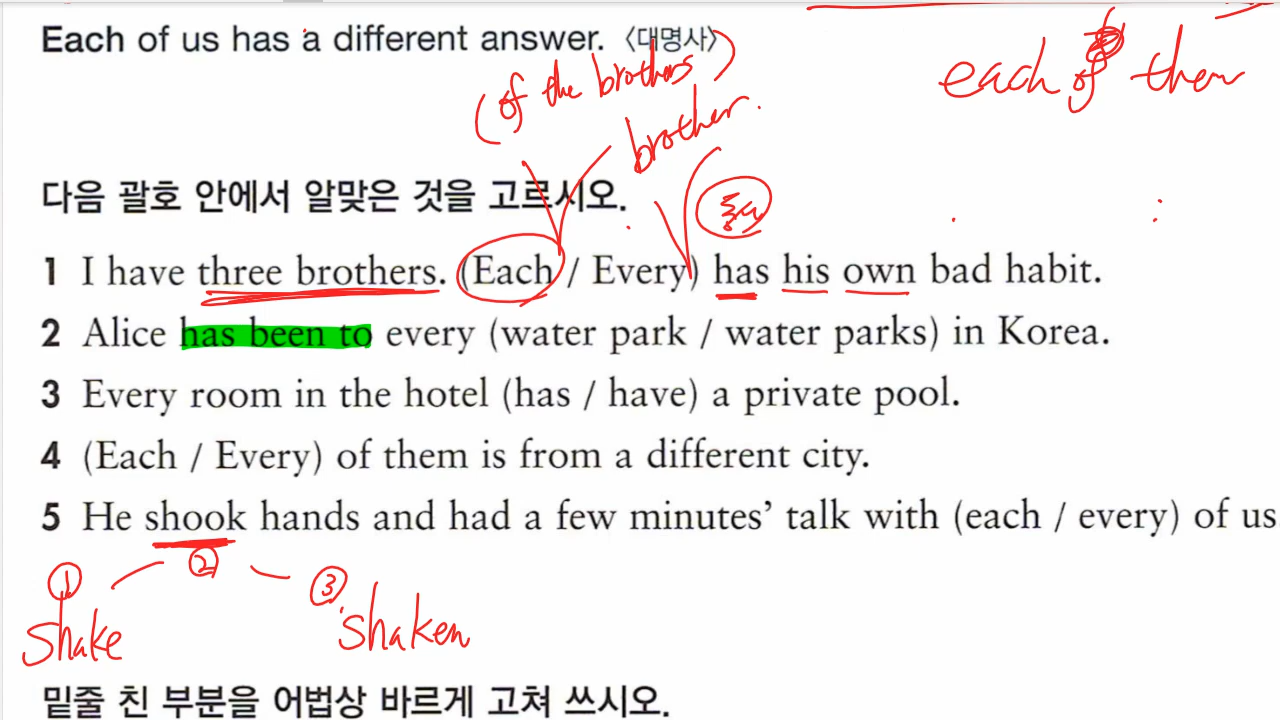 Each of us has a different answer. 〈대명사〉
each of them
(of the brothers)
brother.
다음 괄호 안에서 알맞은 것을 고르시오.
동사
1 I have three brothers. (Each / Every) has his own bad habit.
2 Alice has been to every (water park / water parks) in Korea.
3 Every room in the hotel (has / have) a private pool.
4 (Each / Every) of them is from a different city.
5 He shook hands and had a few minutes’ talk with (each / every) of us
① ② ③
shake shaken
밑줄 친 부분을 어법상 바르게 고쳐 쓰시오.